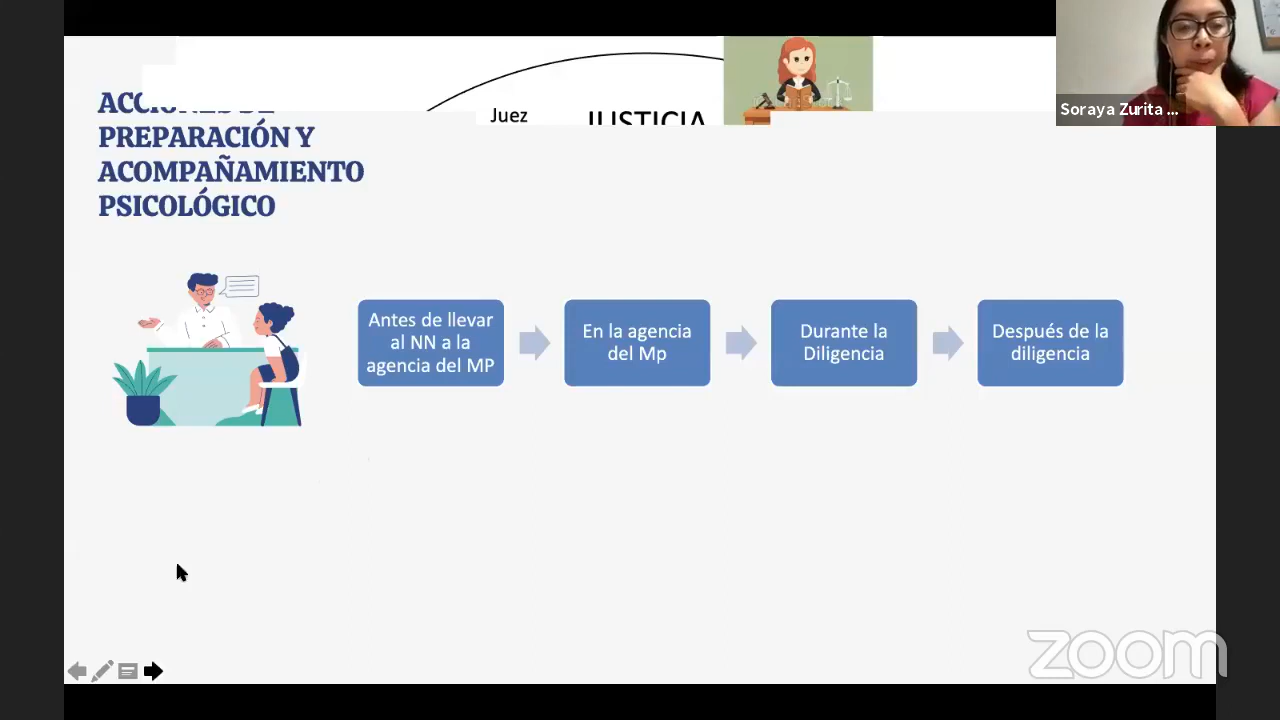 PREPARACIÓN Y
ACOMPAÑAMIENTO
PSICOLÓGICO
Juez
JUSTICIA
Soraya Zurita ...
Antes de llevar
al NN a la
agencia del MP
En la agencia
del Mp
Durante la
Diligencia
Después de la
diligencia
zoom